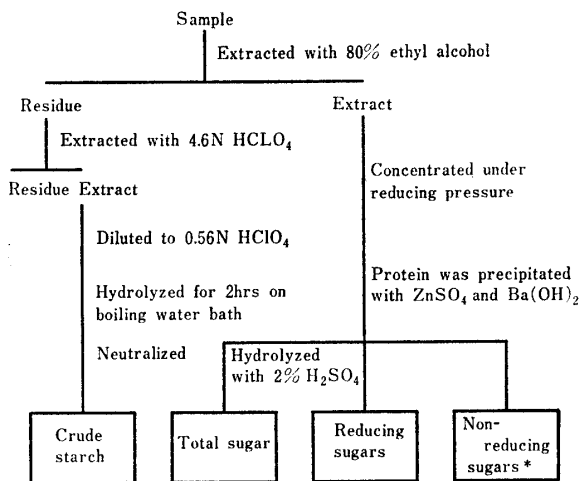 Sample
Extracted with 80% ethyl alcohol
Residue
Extract
Extracted with 4.6N HCLO₄
Residue Extract
Concentrated under
reducing pressure
Diluted to 0.56N HClO₄
Hydrolyzed for 2hrs on
boiling water bath
Protein was precipitated
with ZnSO₄ and Ba(OH)₂
Neutralized
Hydrolyzed
with 2% H₂SO₄
Crude
starch
Total sugar
Reducing
sugars
Non-
reducing
sugars *